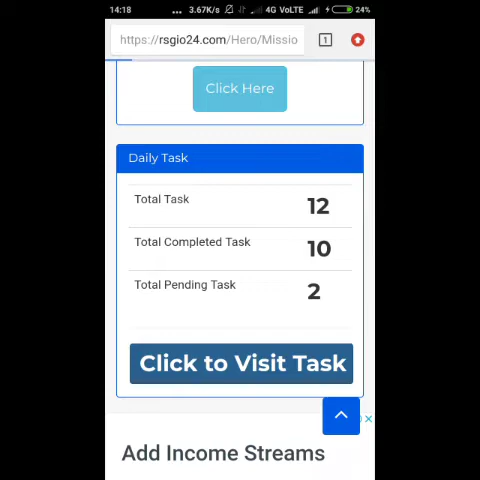 14:18 ... 3.67K/s 4G VoLTE 24%
https://rsgio24.com/Hero/Missio 1
Click Here
Daily Task
Total Task 12
Total Completed Task 10
Total Pending Task 2
Click to Visit Task
Add Income Streams